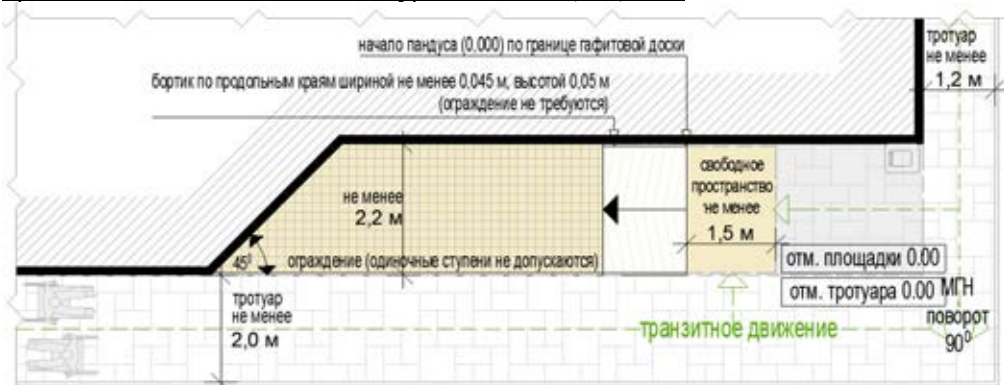 начало пандуса (0.000) по границе гафитовой доски
бортик по продольным краям шириной не менее 0,045 м, высотой 0,05 м
(ограждение не требуются)
тротуар
не менее
1,2 м
свободное
пространство
не менее
1,5 м
не менее
2,2 м
45⁰
ограждение (одиночные ступени не допускаются)
отм. площадки 0.00
отм. тротуара 0.00
МГН
поворот
90⁰
тротуар
не менее
2,0 м
транзитное движение